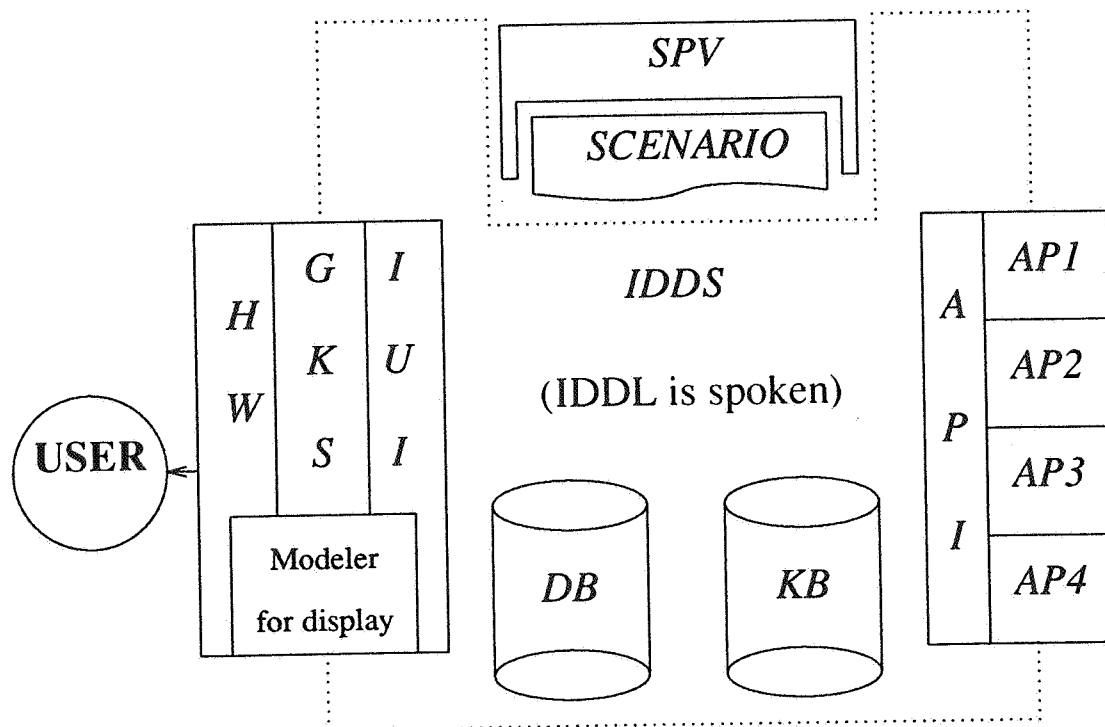 SPV
SCENARIO
H
W
G
K
S
I
U
I
IDDS
(IDDL is spoken)
USER
Modeler
for display
DB
KB
A
P
I
AP1
AP2
AP3
AP4